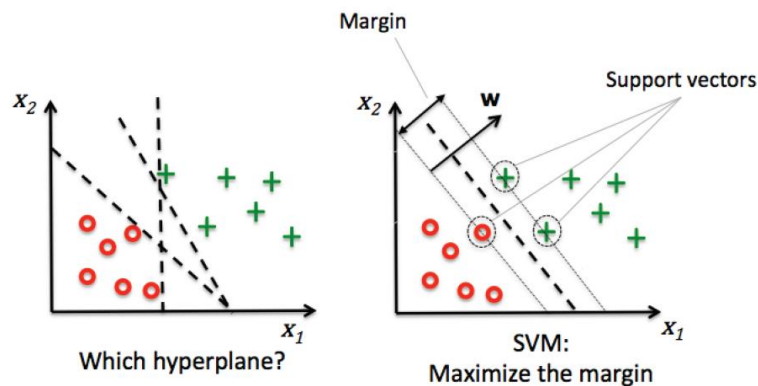 Margin
Support vectors
x2
x1
Which hyperplane?
x2
w
x1
SVM:
Maximize the margin